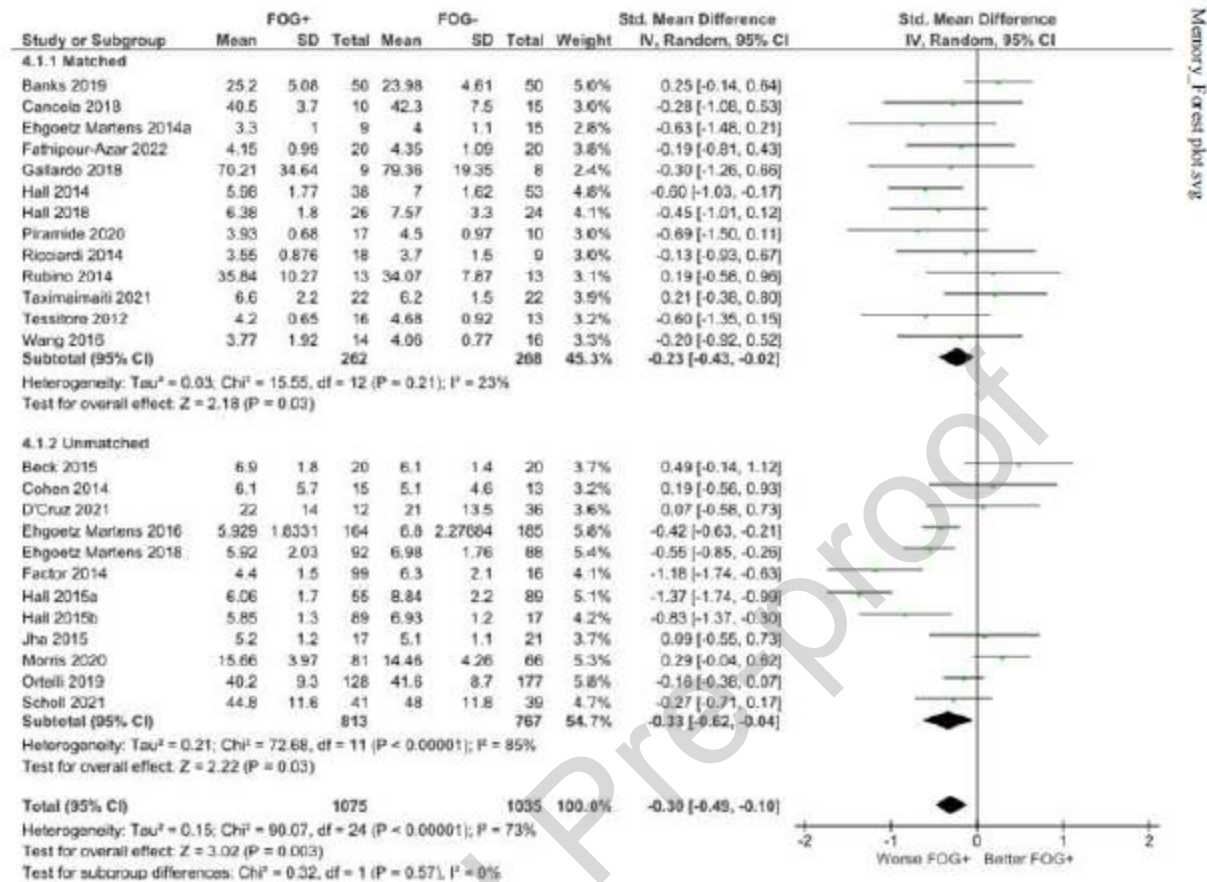 FOG+ FOG- Std. Mean Difference Std. Mean Difference
Study or Subgroup Mean SD Total Mean SD Total Weight IV, Random, 95% CI IV, Random, 95% CI
4.1.1 Matched
Banks 2019 25.2 5.08 50 23.98 4.61 50 5.0% 0.25 [-0.14, 0.64]
Cancela 2018 40.5 3.7 10 42.3 7.5 15 3.0% -0.28 [-1.08, 0.53]
Ehgoetz Martens 2014a 3.3 1 9 4 1.1 15 2.8% -0.63 [-1.48, 0.21]
Fathipour-Azar 2022 4.15 0.99 20 4.35 1.09 20 3.8% -0.19 [-0.81, 0.43]
Gallardo 2018 70.21 34.64 9 79.36 19.35 8 2.4% -0.30 [-1.26, 0.66]
Hall 2014 5.98 1.77 38 7 1.62 53 4.8% -0.60 [-1.03, -0.17]
Hall 2018 6.38 1.8 26 7.57 3.3 24 4.1% -0.45 [-1.01, 0.12]
Piramide 2020 3.93 0.68 17 4.5 0.97 10 3.0% -0.69 [-1.50, 0.11]
Ricciardi 2014 3.55 0.876 18 3.7 1.5 9 3.0% -0.13 [-0.93, 0.67]
Rubino 2014 35.84 10.27 13 34.07 7.87 13 3.1% 0.19 [-0.58, 0.96]
Taximaimaiti 2021 6.6 2.2 22 6.2 1.5 22 3.9% 0.21 [-0.38, 0.80]
Tessitore 2012 4.2 0.65 16 4.68 0.92 13 3.2% -0.60 [-1.35, 0.15]
Wang 2016 3.77 1.92 14 4.06 0.77 16 3.3% -0.20 [-0.92, 0.52]
Subtotal (95% CI) 262 268 45.3% -0.23 [-0.43, -0.02]
Heterogeneity: Tau² = 0.03; Chi² = 15.55, df = 12 (P = 0.21); I² = 23%
Test for overall effect: Z = 2.18 (P = 0.03)
4.1.2 Unmatched
Beck 2015 6.9 1.8 20 6.1 1.4 20 3.7% 0.49 [-0.14, 1.12]
Cohen 2014 6.1 5.7 15 5.1 4.6 13 3.2% 0.19 [-0.56, 0.93]
D'Cruz 2021 22 14 12 21 13.5 36 3.6% 0.07 [-0.58, 0.73]
Ehgoetz Martens 2016 5.929 1.8331 164 6.8 2.27684 185 5.8% -0.42 [-0.63, -0.21]
Ehgoetz Martens 2018 5.92 2.03 92 6.98 1.76 88 5.4% -0.55 [-0.85, -0.26]
Factor 2014 4.4 1.5 99 6.3 2.1 16 4.1% -1.18 [-1.74, -0.63]
Hall 2015a 6.06 1.7 55 8.84 2.2 89 5.1% -1.37 [-1.74, -0.99]
Hall 2015b 5.85 1.3 89 6.93 1.2 17 4.2% -0.83 [-1.37, -0.30]
Jha 2015 5.2 1.2 17 5.1 1.1 21 3.7% 0.09 [-0.55, 0.73]
Morris 2020 15.66 3.97 81 14.46 4.26 66 5.3% 0.29 [-0.04, 0.62]
Ortelli 2019 40.2 9.3 128 41.6 8.7 177 5.8% -0.16 [-0.38, 0.07]
Scholl 2021 44.8 11.6 41 48 11.8 39 4.7% -0.27 [-0.71, 0.17]
Subtotal (95% CI) 813 767 54.7% -0.33 [-0.62, -0.04]
Heterogeneity: Tau² = 0.21; Chi² = 72.68, df = 11 (P < 0.00001); I² = 85%
Test for overall effect: Z = 2.22 (P = 0.03)
Total (95% CI) 1075 1035 100.0% -0.30 [-0.49, -0.10]
Heterogeneity: Tau² = 0.15; Chi² = 90.07, df = 24 (P < 0.00001); I² = 73%
Test for overall effect: Z = 3.02 (P = 0.003)
Test for subgroup differences: Chi² = 0.32, df = 1 (P = 0.57), I² = 0%
-2 -1 0 1 2
Worse FOG+ Better FOG+
Memory_Forest plot.svg
Pre-proof